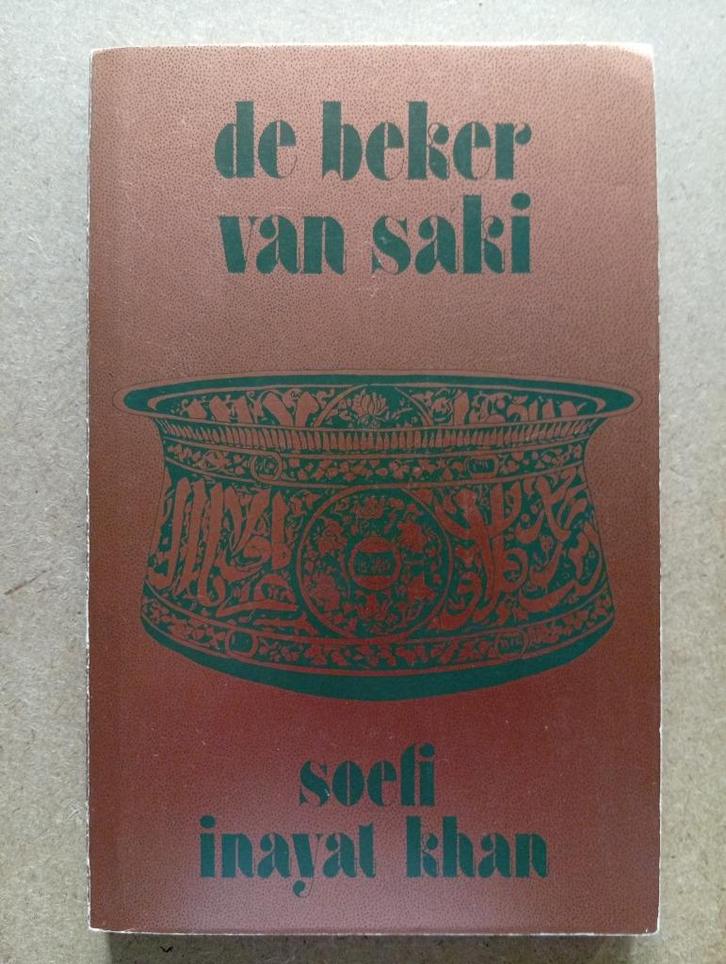 de beker
van saki
soefi
inayat khan